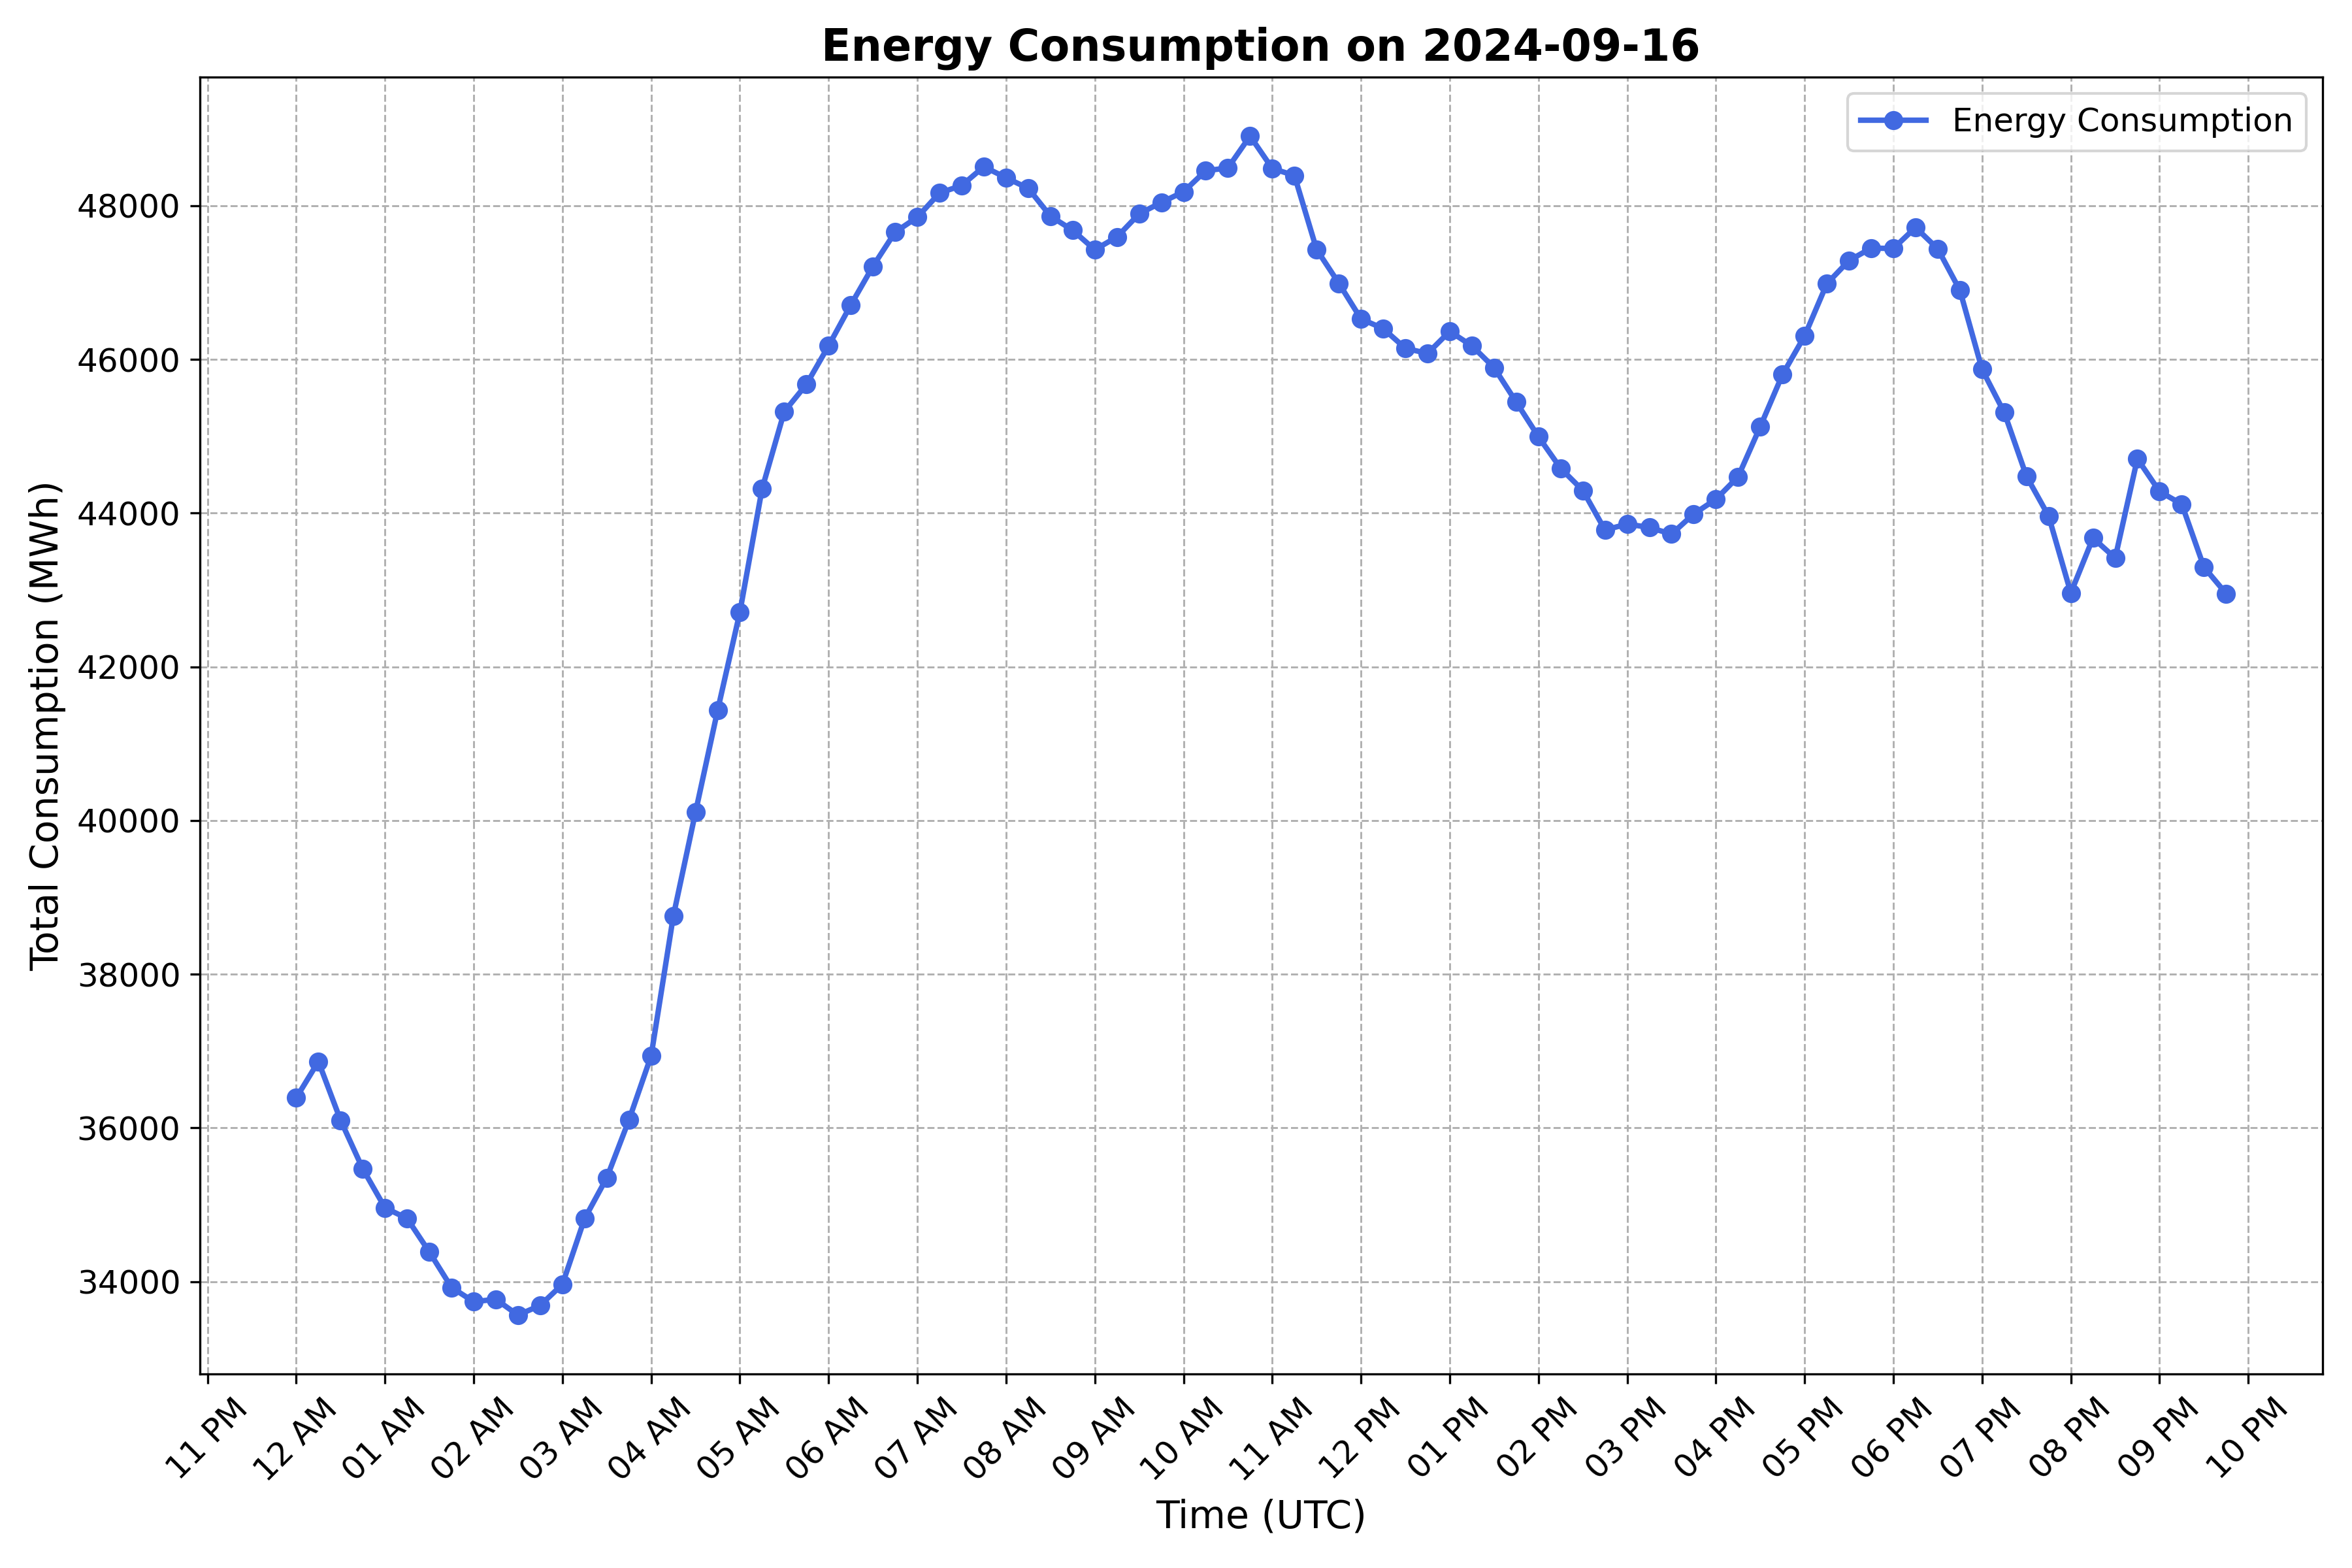 Energy Consumption on 2024-09-16
Energy Consumption
Total Consumption (MWh)
48000
46000
44000
42000
40000
38000
36000
34000
11 PM
12 AM
01 AM
02 AM
03 AM
04 AM
05 AM
06 AM
07 AM
08 AM
09 AM
10 AM
11 AM
12 PM
01 PM
02 PM
03 PM
04 PM
05 PM
06 PM
07 PM
08 PM
09 PM
10 PM
Time (UTC)